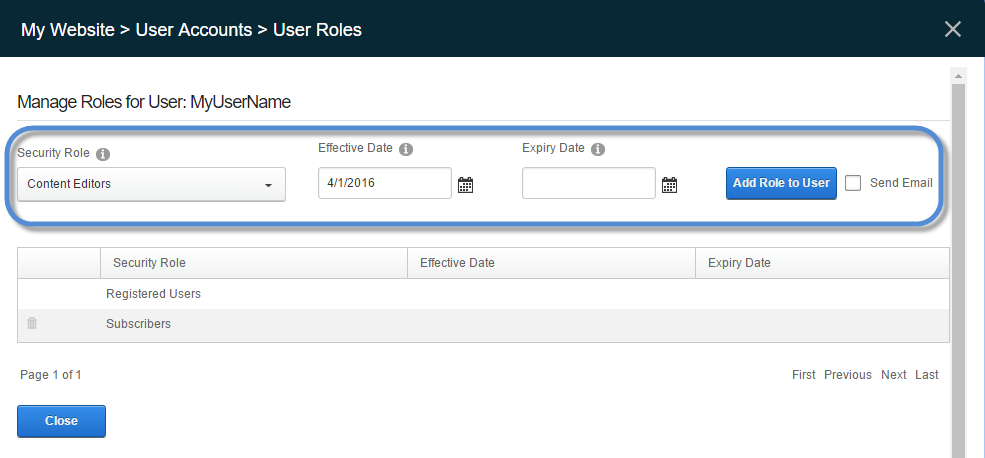 My Website > User Accounts > User Roles
Manage Roles for User: MyUserName
Security Role
Effective Date
Expiry Date
Content Editors
4/1/2016
Add Role to User
Send Email
Security Role Effective Date Expiry Date
Registered Users
Subscribers
Page 1 of 1
First Previous Next Last
Close